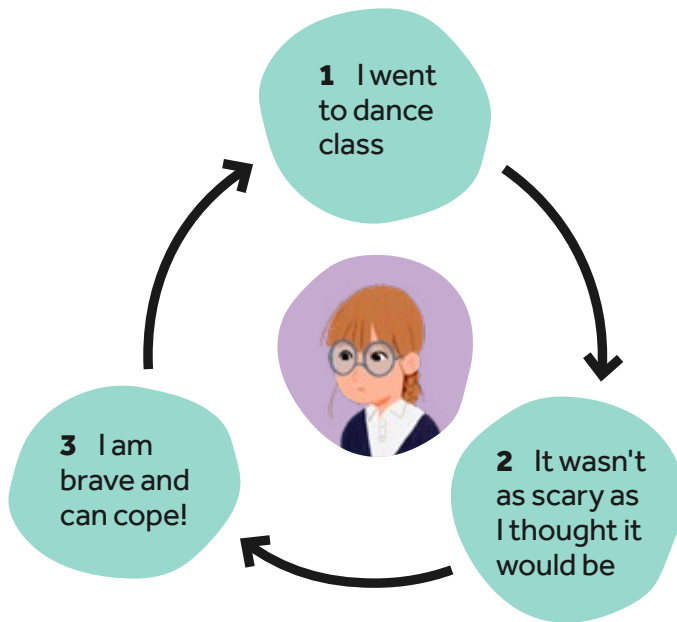 1 I went
to dance
class
2 It wasn't
as scary as
I thought it
would be
3 I am
brave and
can cope!